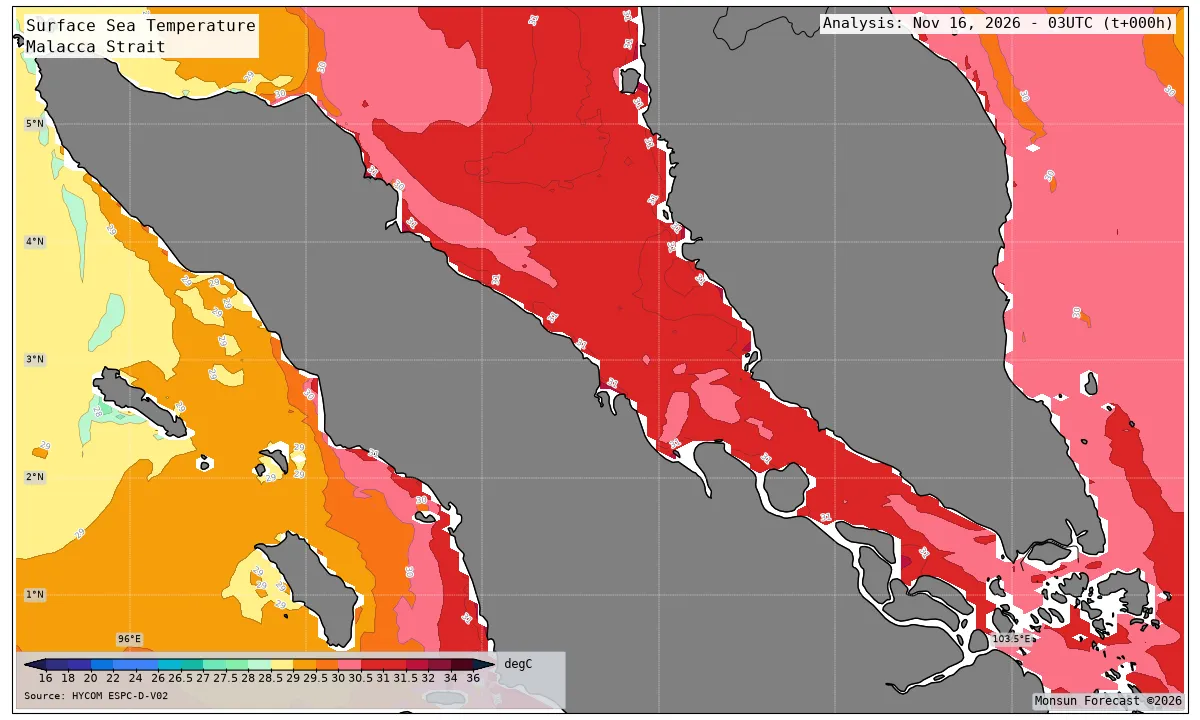 Surface Sea Temperature
Malacca Strait
Analysis: Nov 16, 2026 - 03UTC (t+000h)
5°N
4°N
3°N
2°N
1°N
96°E
103.5°E
degC
16 18 20 22 24 26 26.5 27 27.5 28 28.5 29 29.5 30 30.5 31 31.5 32 34 36
Source: HYCOM ESPC-D-V02
Monsun Forecast ©2026